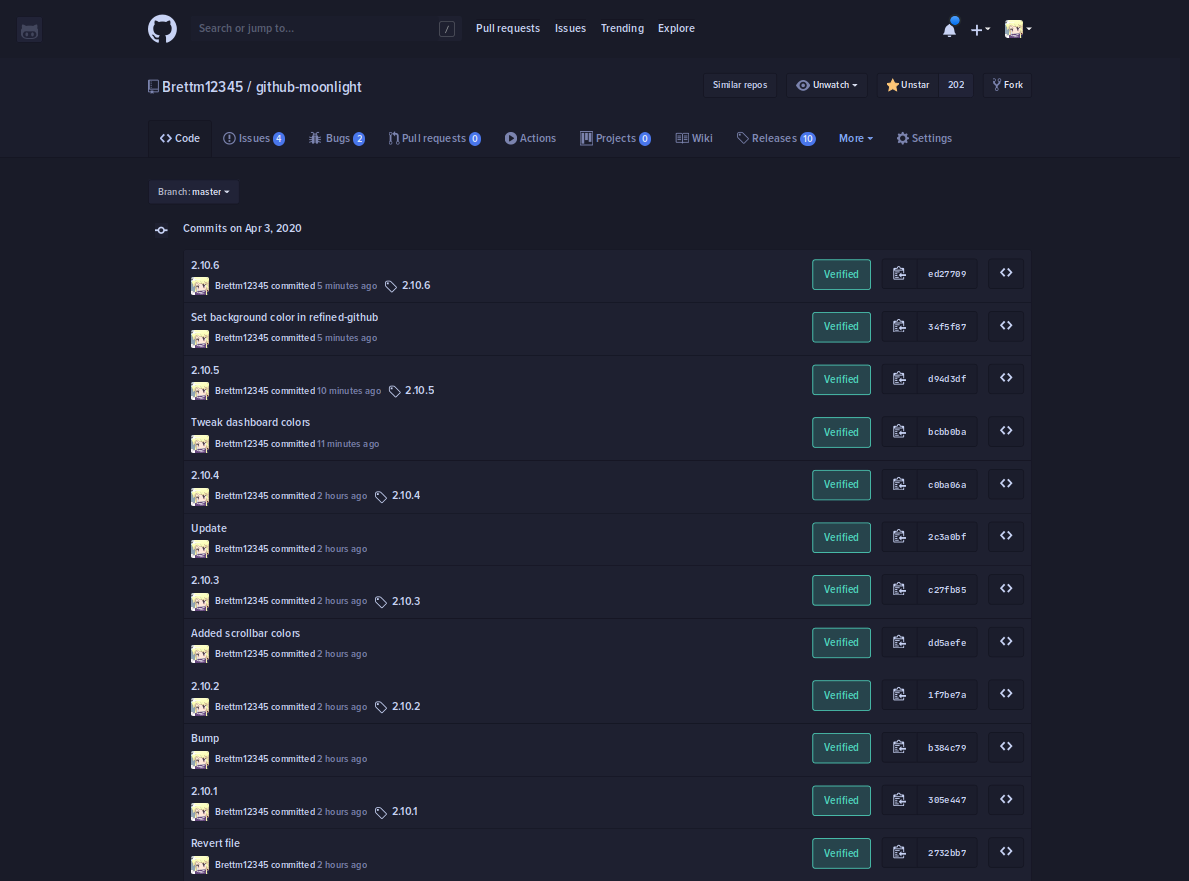 Search or jump to... / Pull requests Issues Trending Explore
Brettm12345 / github-moonlight Similar repos Unwatch Unstar 202 Fork
Code Issues 4 Bugs 2 Pull requests 0 Actions Projects 0 Wiki Releases 10 More Settings
Branch: master
Commits on Apr 3, 2020
2.10.6
Brettm12345 committed 5 minutes ago 2.10.6
Verified ed27709
Set background color in refined-github
Brettm12345 committed 5 minutes ago
Verified 34f5f87
2.10.5
Brettm12345 committed 10 minutes ago 2.10.5
Verified d94d3df
Tweak dashboard colors
Brettm12345 committed 11 minutes ago
Verified bcbb0ba
2.10.4
Brettm12345 committed 2 hours ago 2.10.4
Verified c0ba06a
Update
Brettm12345 committed 2 hours ago
Verified 2c3a0bf
2.10.3
Brettm12345 committed 2 hours ago 2.10.3
Verified c27fb85
Added scrollbar colors
Brettm12345 committed 2 hours ago
Verified dd5aefe
2.10.2
Brettm12345 committed 2 hours ago 2.10.2
Verified 1f7be7a
Bump
Brettm12345 committed 2 hours ago
Verified b384c79
2.10.1
Brettm12345 committed 2 hours ago 2.10.1
Verified 305e447
Revert file
Brettm12345 committed 2 hours ago
Verified 2732bb7